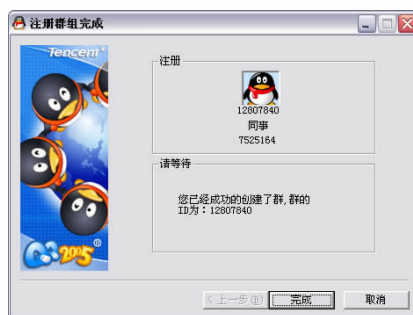 注册群组完成
Tencent
注册
12807840
同事
7525164
请等待
您已经成功的创建了群,群的
ID为：12807840
2005
<上一步(B)
完成
取消